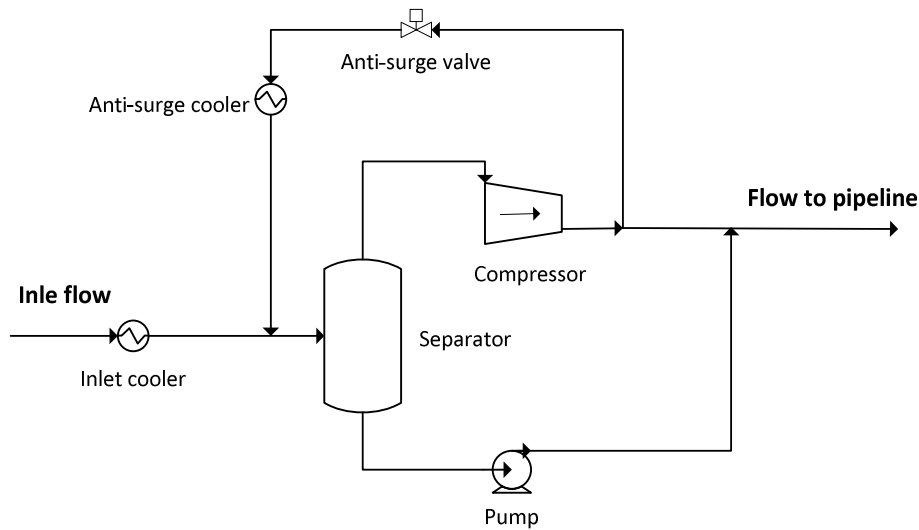 Anti-surge valve
Anti-surge cooler
Flow to pipeline
Compressor
Inle flow
Separator
Inlet cooler
Pump